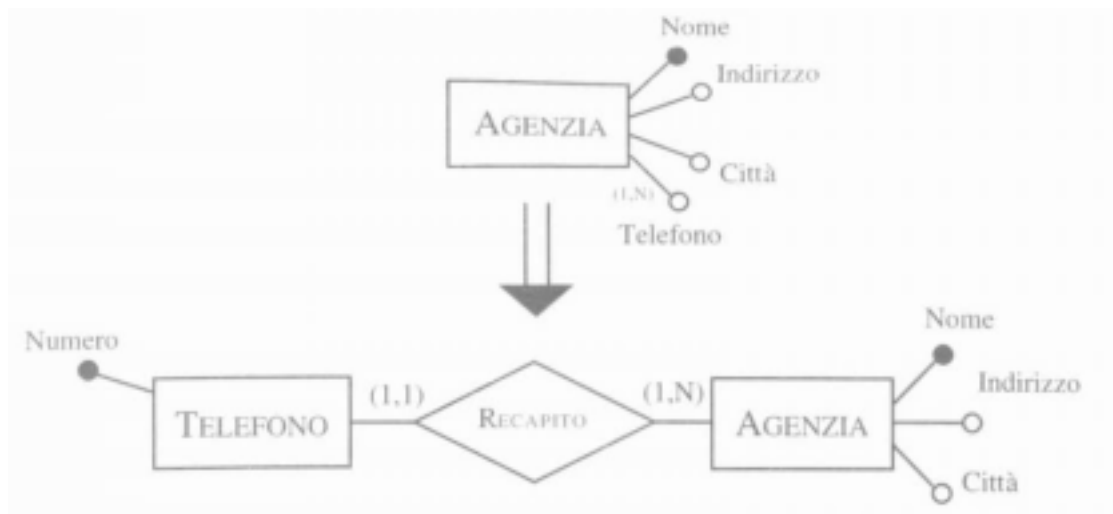 Nome
Indirizzo
AGENZIA
Città
(1,N)
Telefono
Nome
Numero
Indirizzo
(1,1)
(1,N)
TELEFONO
RECAPITO
AGENZIA
Città